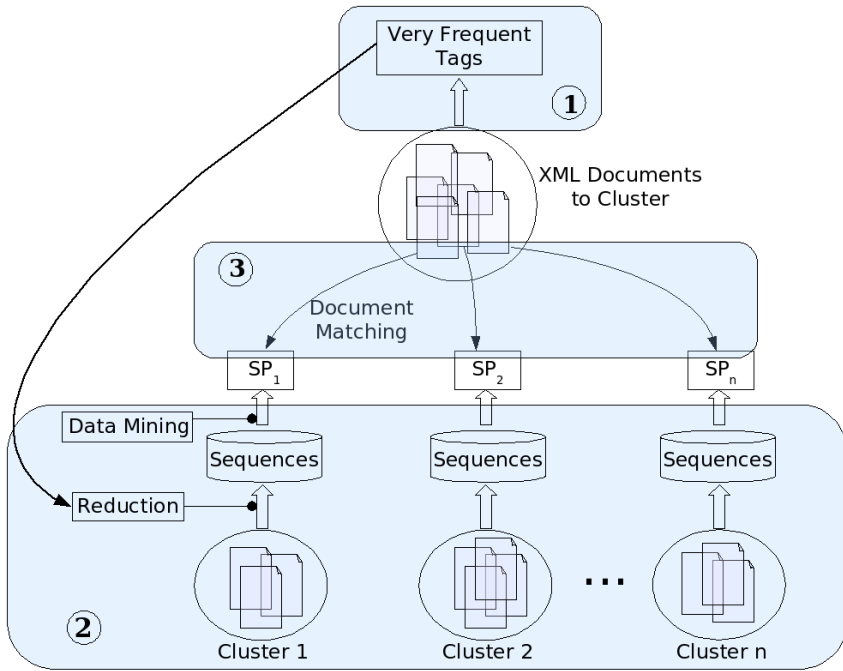 Very Frequent
Tags
1
XML Documents
to Cluster
3
Document
Matching
SP1
SP2
SPn
Data Mining
Sequences
Sequences
Sequences
Reduction
...
2
Cluster 1
Cluster 2
Cluster n